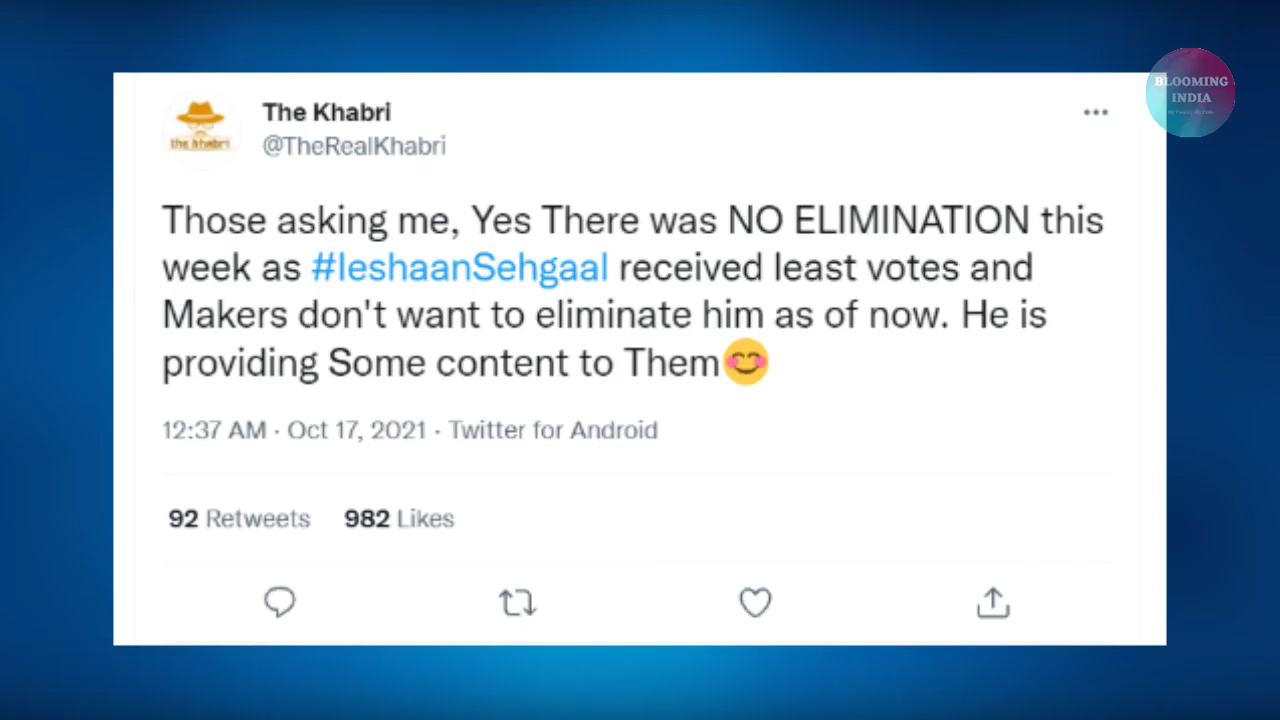 BLOOMING
INDIA
the khabri
The Khabri
@TheRealKhabri
Those asking me, Yes There was NO ELIMINATION this
week as #IeshaanSehgaal received least votes and
Makers don't want to eliminate him as of now. He is
providing Some content to Them😊
12:37 AM · Oct 17, 2021 · Twitter for Android
92 Retweets 982 Likes